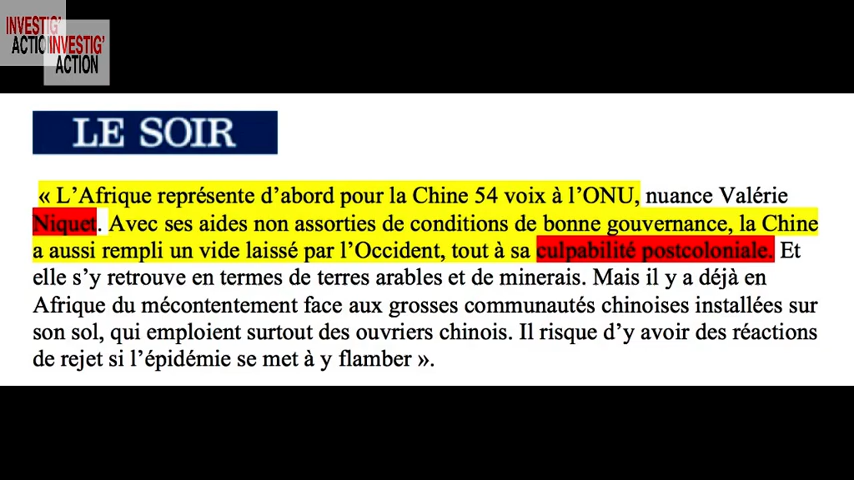 INVESTIG'
ACTION
INVESTIG'
ACTION
LE SOIR
« L’Afrique représente d’abord pour la Chine 54 voix à l’ONU, nuance Valérie
Niquet. Avec ses aides non assorties de conditions de bonne gouvernance, la Chine
a aussi rempli un vide laissé par l’Occident, tout à sa culpabilité postcoloniale. Et
elle s’y retrouve en termes de terres arables et de minerais. Mais il y a déjà en
Afrique du mécontentement face aux grosses communautés chinoises installées sur
son sol, qui emploient surtout des ouvriers chinois. Il risque d’y avoir des réactions
de rejet si l’épidémie se met à y flamber ».